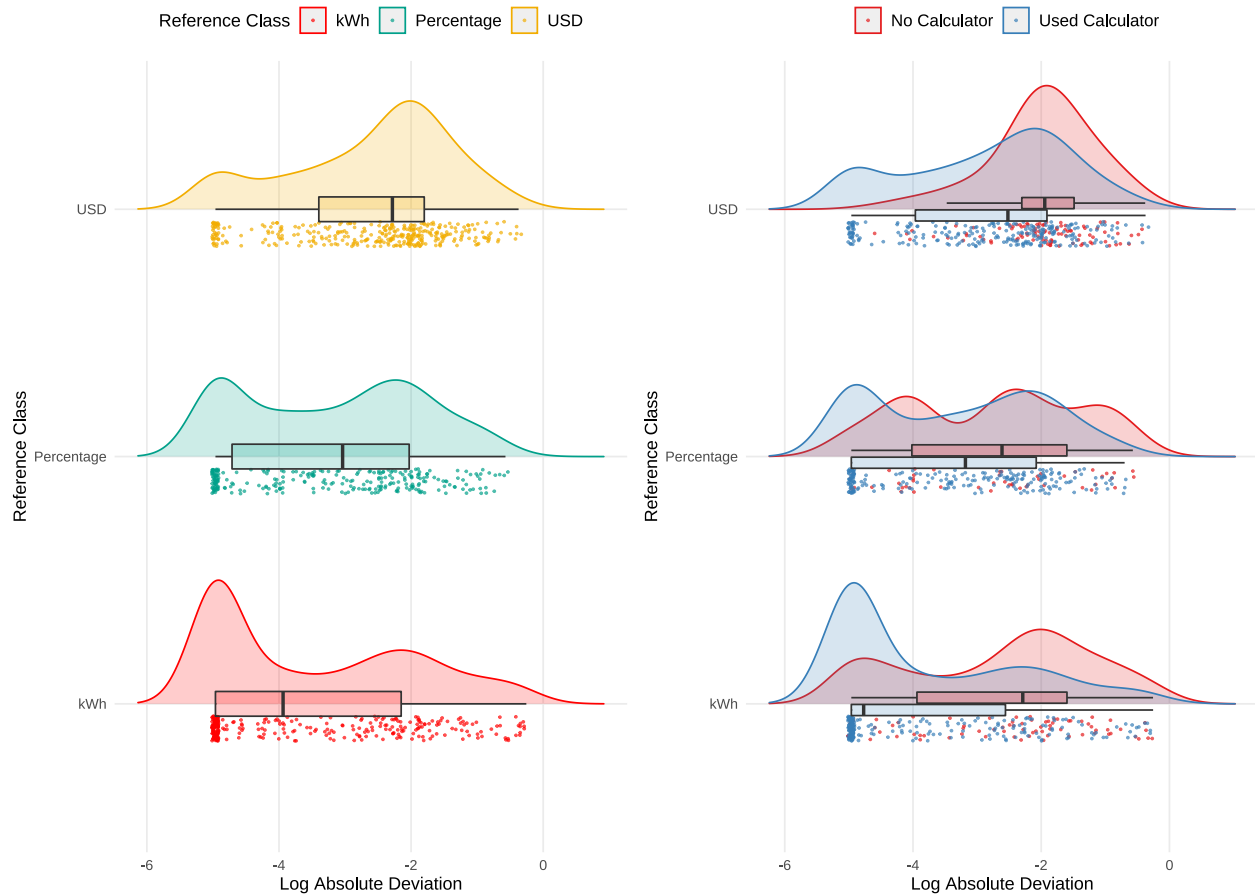 Reference Class kWh Percentage USD
USD
Percentage
kWh
Reference Class
-6 -4 -2 0
Log Absolute Deviation
No Calculator Used Calculator
USD
Percentage
kWh
Reference Class
-6 -4 -2 0
Log Absolute Deviation